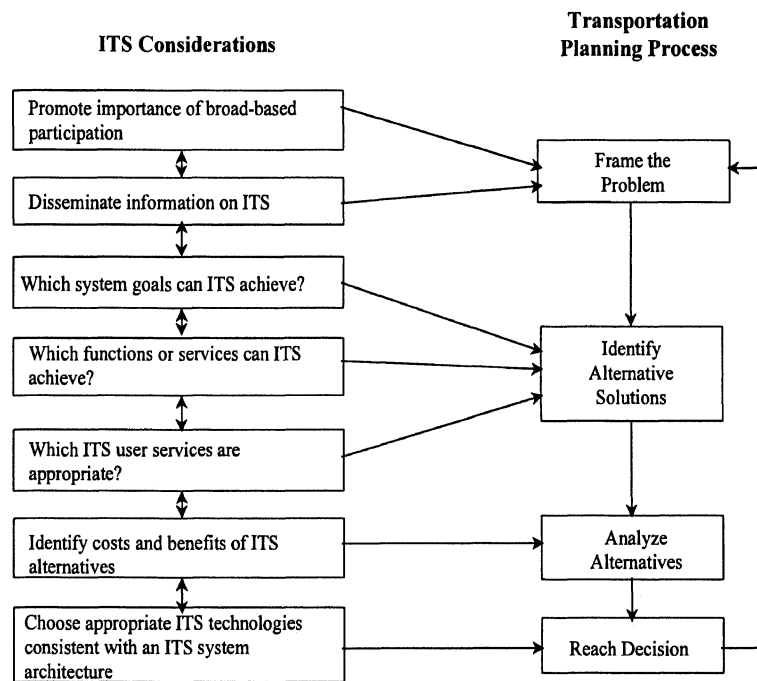 ITS Considerations
Transportation
Planning Process
Promote importance of broad-based
participation
Disseminate information on ITS
Which system goals can ITS achieve?
Which functions or services can ITS
achieve?
Which ITS user services are
appropriate?
Identify costs and benefits of ITS
alternatives
Choose appropriate ITS technologies
consistent with an ITS system
architecture
Frame the
Problem
Identify
Alternative
Solutions
Analyze
Alternatives
Reach Decision